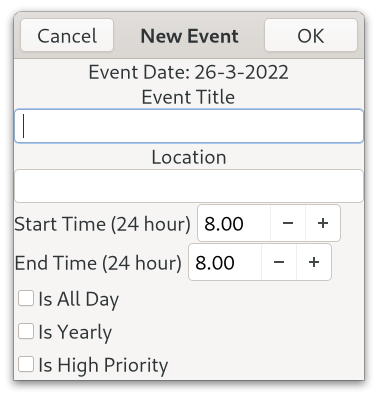 Cancel New Event OK
Event Date: 26-3-2022
Event Title
Location
Start Time (24 hour) 8.00 − +
End Time (24 hour) 8.00 − +
Is All Day
Is Yearly
Is High Priority